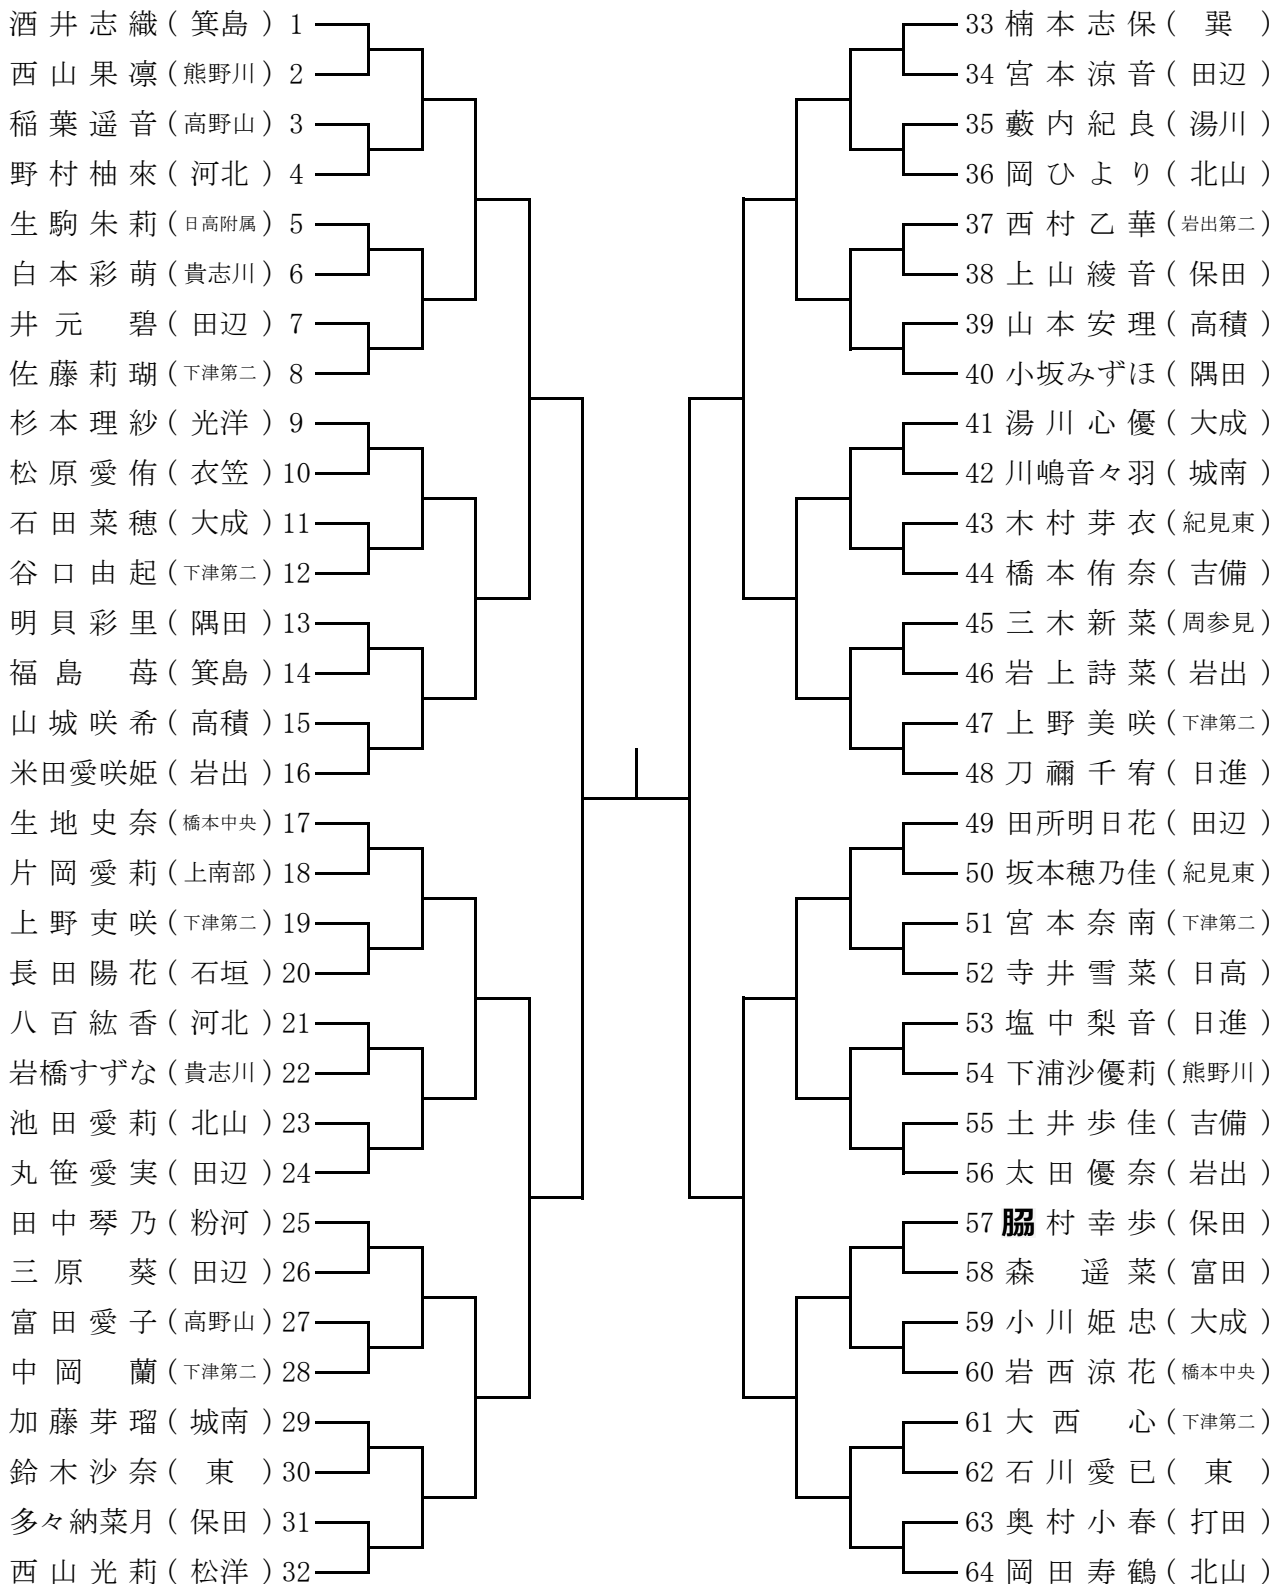 酒井志織(箕島)1
西山果凛(熊野川)2
稲葉遥音(高野山)3
野村柚來(河北)4
生駒朱莉(日高附属)5
白本彩萌(貴志川)6
井元 碧(田辺)7
佐藤莉瑚(下津第二)8
杉本理紗(光洋)9
松原愛侑(衣笠)10
石田菜穂(大成)11
谷口由起(下津第二)12
明貝彩里(隅田)13
福島 苺(箕島)14
山城咲希(高積)15
米田愛咲姫(岩出)16
生地史奈(橋本中央)17
片岡愛莉(上南部)18
上野吏咲(下津第二)19
長田陽花(石垣)20
八百紘香(河北)21
岩橋すずな(貴志川)22
池田愛莉(北山)23
丸笹愛実(田辺)24
田中琴乃(粉河)25
三原 葵(田辺)26
富田愛子(高野山)27
中岡 蘭(下津第二)28
加藤芽瑠(城南)29
鈴木沙奈(東)30
多々納菜月(保田)31
西山光莉(松洋)32
33 楠本志保(巽)
34 宮本涼音(田辺)
35 藪内紀良(湯川)
36 岡ひより(北山)
37 西村乙華(岩出第二)
38 上山綾音(保田)
39 山本安理(高積)
40 小坂みずほ(隅田)
41 湯川心優(大成)
42 川嶋音々羽(城南)
43 木村芽衣(紀見東)
44 橋本侑奈(吉備)
45 三木新菜(周参見)
46 岩上詩菜(岩出)
47 上野美咲(下津第二)
48 刀禰千宥(日進)
49 田所明日花(田辺)
50 坂本穂乃佳(紀見東)
51 宮本奈南(下津第二)
52 寺井雪菜(日高)
53 塩中梨音(日進)
54 下浦沙優莉(熊野川)
55 土井歩佳(吉備)
56 太田優奈(岩出)
57 脇村幸歩(保田)
58 森 遥菜(富田)
59 小川姫忠(大成)
60 岩西涼花(橋本中央)
61 大西 心(下津第二)
62 石川愛巳(東)
63 奥村小春(打田)
64 岡田寿鶴(北山)